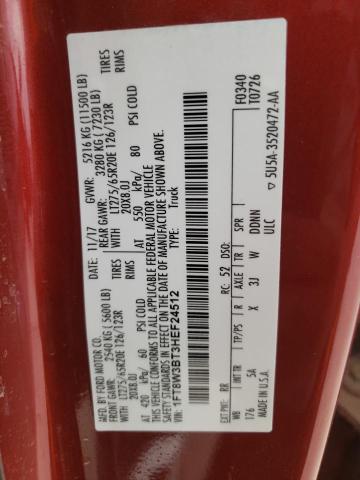 MFD. BY FORD MOTOR CO.
11/17
GVWR: 5216 KG (11500 LB)
FRONT GAWR: 2540 KG (5600 LB)
REAR GAWR: 3280 KG (7230 LB)
TIRES
WITH LT275/65R20E 126/123R
TIRES
WITH LT275/65R20E 126/123R
TIRES
20X8.0J
RIMS
20X8.0J
RIMS
AT 420 kPa/ 60 PSI COLD
AT 550 kPa/ 80 PSI COLD
THIS VEHICLE CONFORMS TO ALL APPLICABLE FEDERAL MOTOR VEHICLE
SAFETY STANDARDS IN EFFECT ON THE DATE OF MANUFACTURE SHOWN ABOVE.
VIN: 1FT8W3BT3HEF24512
TYPE: Truck
F0340
T0726
EXT PNT: RR
RC: 52
DSO:
WB
INT TR
TP/PS
R
AXLE
TR
SPR
176
5A
X
3J
W
DDMN
ULC
MADE IN U.S.A.
5U5A-3520472-AA